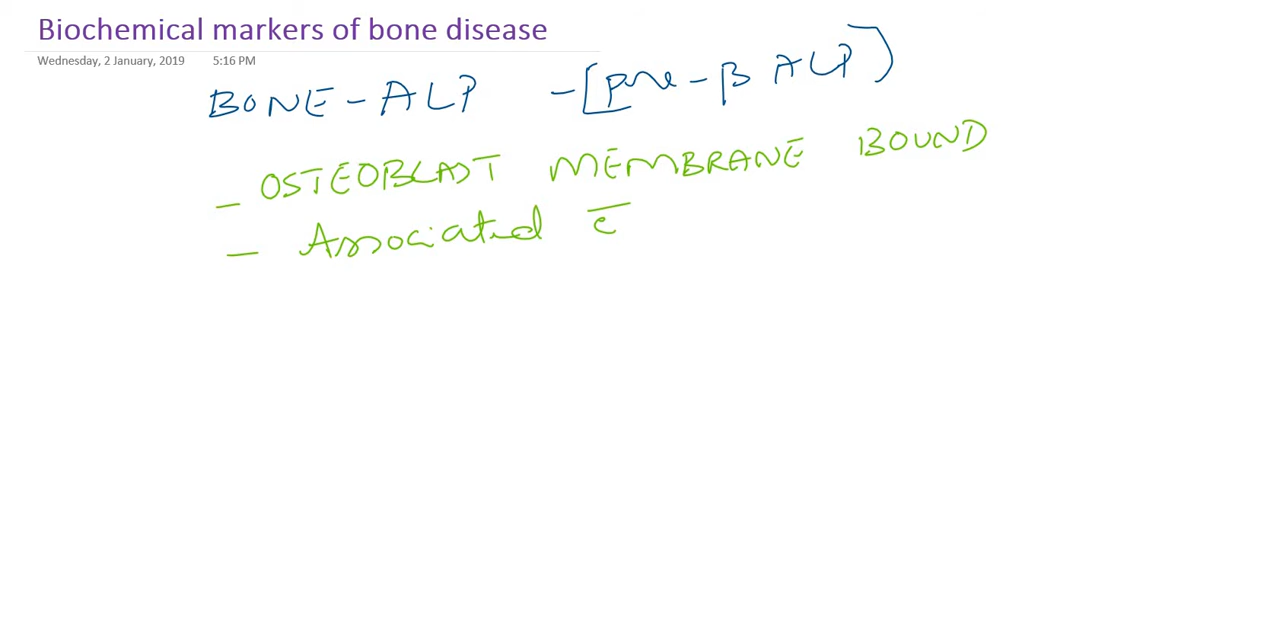 Biochemical markers of bone disease
Wednesday, 2 January, 2019 5:16 PM
BONE - ALP - [pre - β ALP]
- OSTEOBLAST MEMBRANE BOUND
- Associated c̅